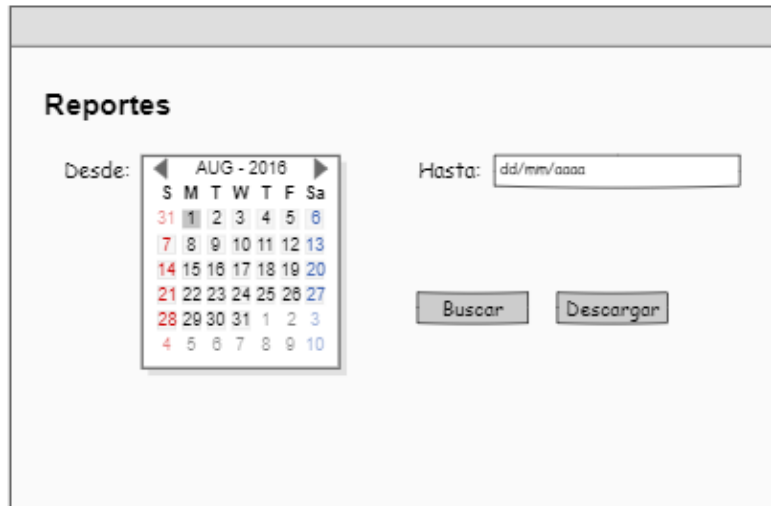 Reportes
Desde:
AUG - 2016
S M T W T F Sa
31 1 2 3 4 5 6
7 8 9 10 11 12 13
14 15 16 17 18 19 20
21 22 23 24 25 26 27
28 29 30 31 1 2 3
4 5 6 7 8 9 10
Hasta: dd/mm/aaaa
Buscar Descargar